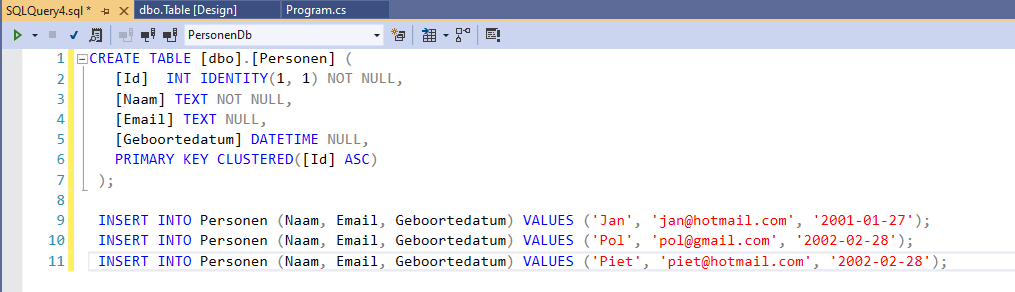 SQLQuery4.sql * dbo.Table [Design] Program.cs
PersonenDb
1 CREATE TABLE [dbo].[Personen] (
2 [Id]  INT IDENTITY(1, 1) NOT NULL,
3 [Naam] TEXT NOT NULL,
4 [Email] TEXT NULL,
5 [Geboortedatum] DATETIME NULL,
6 PRIMARY KEY CLUSTERED([Id] ASC)
7 );
8
9 INSERT INTO Personen (Naam, Email, Geboortedatum) VALUES ('Jan', 'jan@hotmail.com', '2001-01-27');
10 INSERT INTO Personen (Naam, Email, Geboortedatum) VALUES ('Pol', 'pol@gmail.com', '2002-02-28');
11 INSERT INTO Personen (Naam, Email, Geboortedatum) VALUES ('Piet', 'piet@hotmail.com', '2002-02-28');